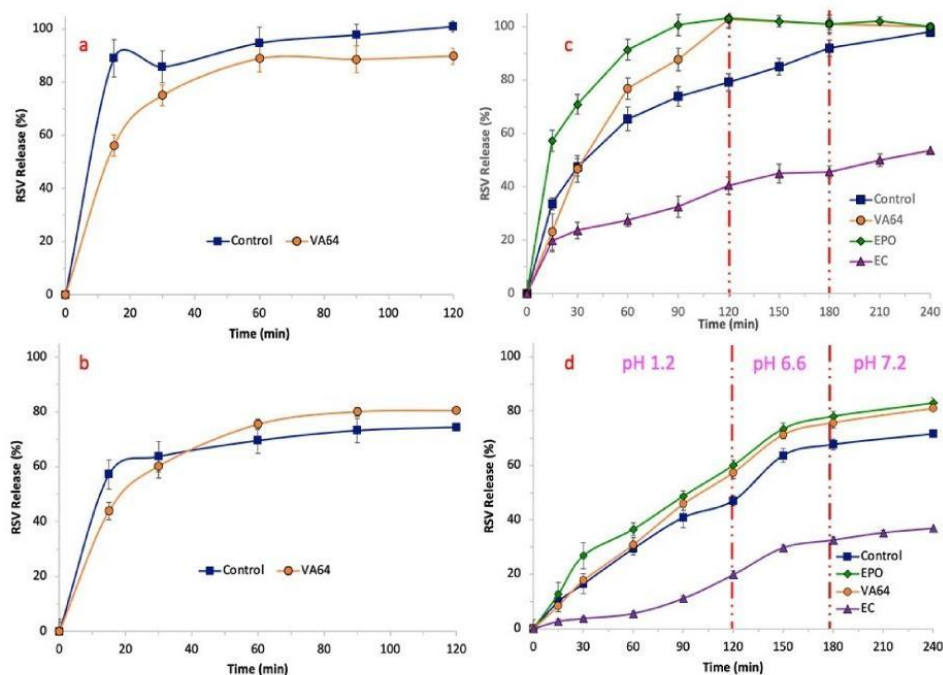 a
RSV Release (%)
100
80
60
40
20
0
Control
VA64
0
20
40
60
80
100
120
Time (min)
c
RSV Release (%)
100
80
60
40
20
0
Control
VA64
EPO
EC
0
30
60
90
120
150
180
210
240
Time (min)
b
RSV Release (%)
100
80
60
40
20
0
Control
VA64
0
20
40
60
80
100
120
Time (min)
d
pH 1.2
pH 6.6
pH 7.2
RSV Release (%)
100
80
60
40
20
0
Control
EPO
VA64
EC
0
30
60
90
120
150
180
210
240
Time (min)